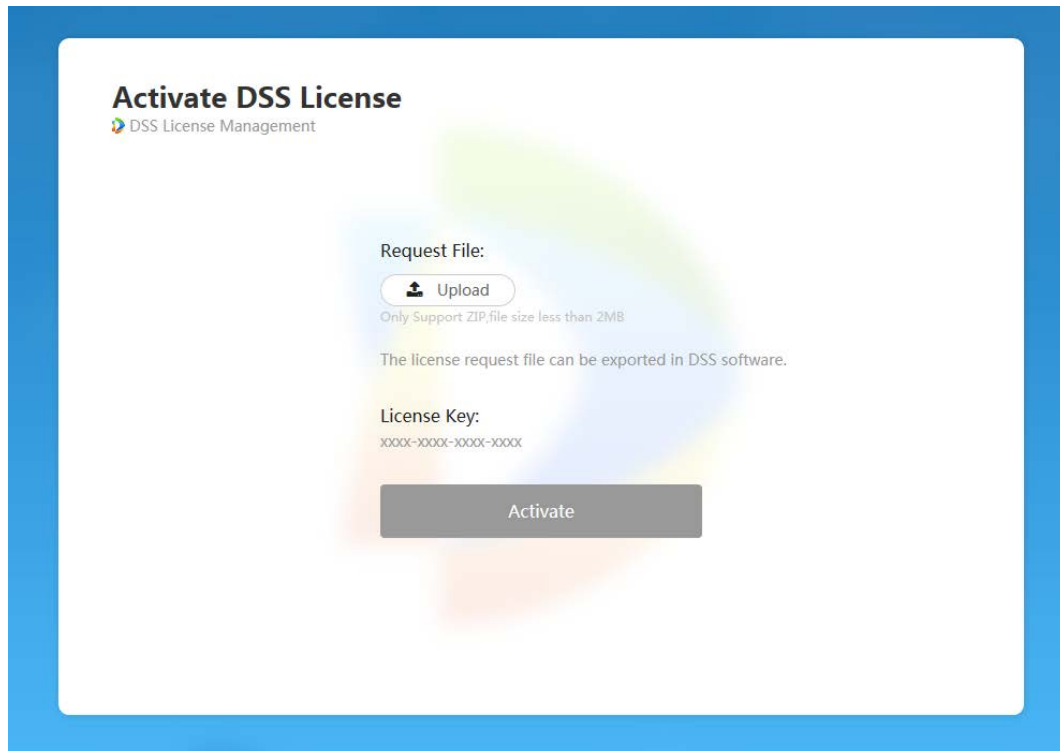 Activate DSS License
DSS License Management
Request File:
Upload
Only Support ZIP,file size less than 2MB
The license request file can be exported in DSS software.
License Key:
xxxx-xxxx-xxxx-xxxx
Activate